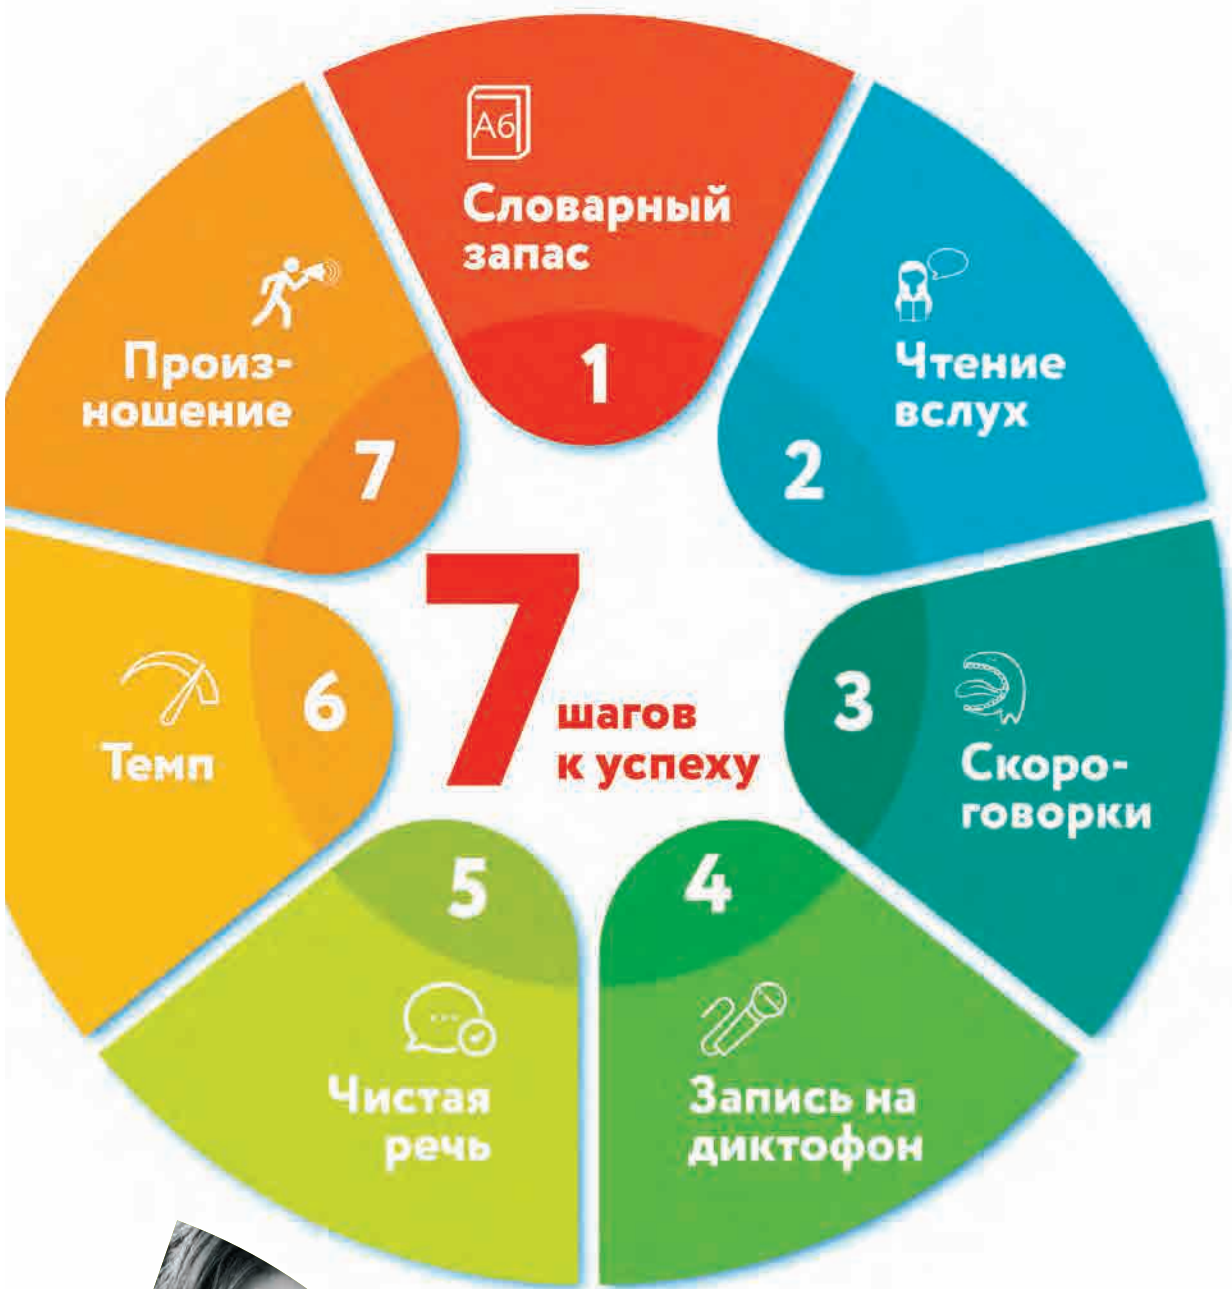 7
шагов
к успеху
Аб
Словарный
запас
1
Чтение
вслух
2
Скоро-
говорки
3
Запись на
диктофон
4
Чистая
речь
5
Темп
6
Произ-
ношение
7